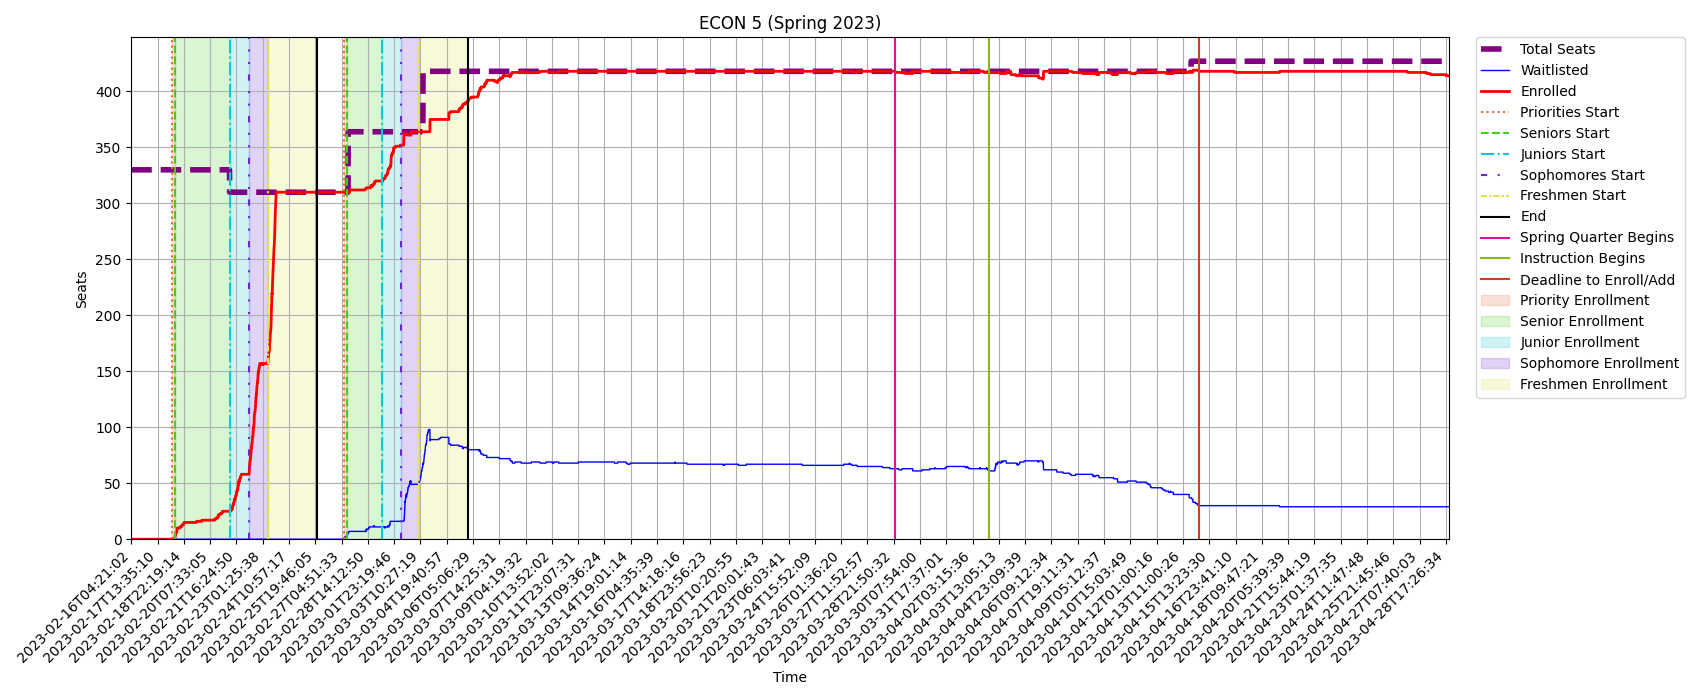 ECON 5 (Spring 2023)
Seats
400
350
300
250
200
150
100
50
0
2023-02-16T04:21:02
2023-02-17T13:35:10
2023-02-18T22:19:14
2023-02-20T07:33:05
2023-02-21T16:24:50
2023-02-23T01:25:38
2023-02-24T10:57:17
2023-02-25T19:46:05
2023-02-27T04:51:33
2023-02-28T14:12:50
2023-03-01T23:19:46
2023-03-03T10:27:19
2023-03-04T19:40:57
2023-03-06T05:06:29
2023-03-07T14:25:31
2023-03-09T04:19:32
2023-03-10T13:52:02
2023-03-11T23:07:31
2023-03-13T09:36:24
2023-03-14T19:01:14
2023-03-16T04:35:39
2023-03-17T14:18:16
2023-03-18T23:56:23
2023-03-20T10:20:55
2023-03-21T20:01:43
2023-03-23T06:03:41
2023-03-24T15:52:09
2023-03-26T01:36:20
2023-03-27T11:52:57
2023-03-28T21:50:32
2023-03-30T07:54:00
2023-03-31T17:37:01
2023-04-02T03:15:36
2023-04-03T13:05:13
2023-04-04T23:09:39
2023-04-06T09:12:34
2023-04-07T19:11:31
2023-04-09T05:12:37
2023-04-10T15:03:49
2023-04-12T01:00:16
2023-04-13T11:00:26
2023-04-15T13:23:30
2023-04-16T23:41:10
2023-04-18T09:47:21
2023-04-20T05:39:39
2023-04-21T15:44:19
2023-04-23T01:37:35
2023-04-24T11:47:48
2023-04-25T21:45:46
2023-04-27T07:40:03
2023-04-28T17:26:34
Time
Total Seats
Waitlisted
Enrolled
Priorities Start
Seniors Start
Juniors Start
Sophomores Start
Freshmen Start
End
Spring Quarter Begins
Instruction Begins
Deadline to Enroll/Add
Priority Enrollment
Senior Enrollment
Junior Enrollment
Sophomore Enrollment
Freshmen Enrollment